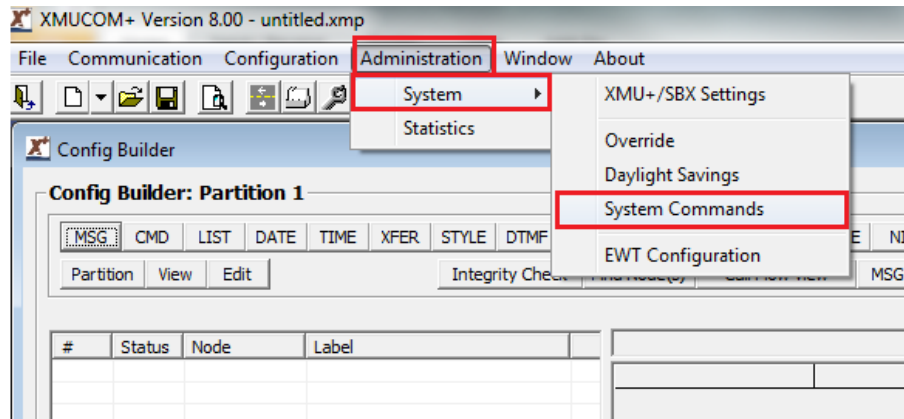 XMUCOM+ Version 8.00 - untitled.xmp
File Communication Configuration Administration Window About
System
XMU+/SBX Settings
Statistics
Override
Daylight Savings
System Commands
EWT Configuration
Config Builder
Config Builder: Partition 1
MSG CMD LIST DATE TIME XFER STYLE DTMF
Partition View Edit Integrity Check MSG
# Status Node Label